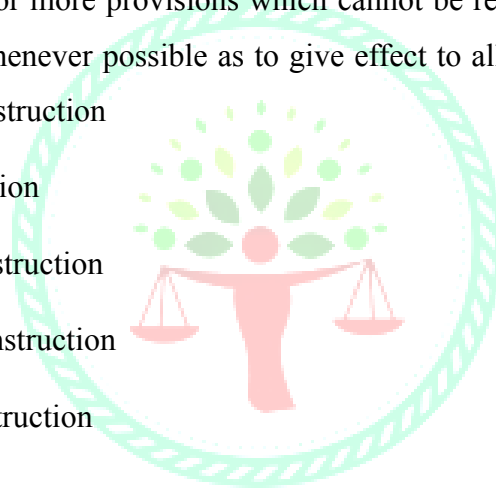 or more provisions which cannot be re
henever possible as to give effect to al
struction
ion
struction
nstruction
truction